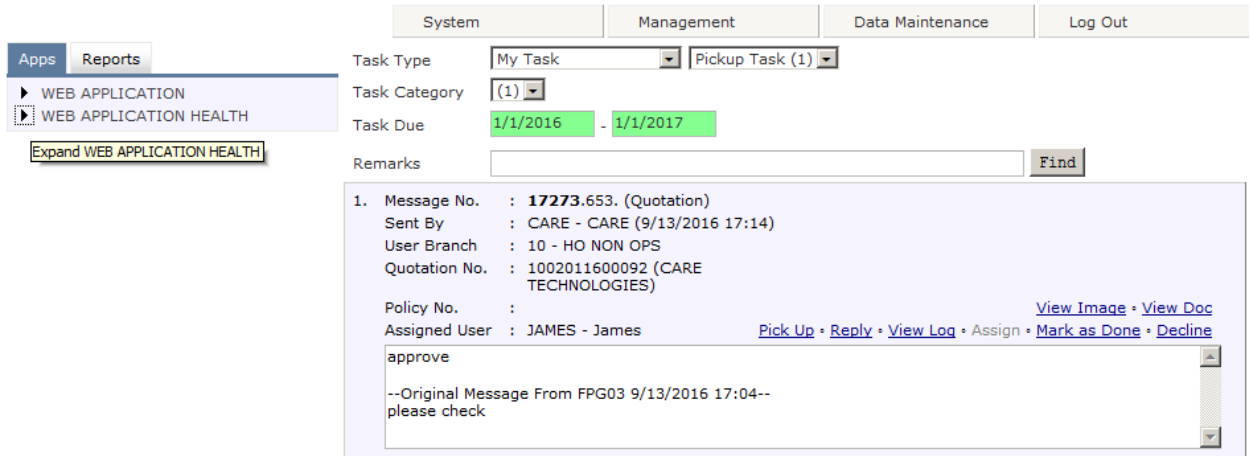 System Management Data Maintenance Log Out
Apps Reports
WEB APPLICATION
WEB APPLICATION HEALTH
Expand WEB APPLICATION HEALTH
Task Type My Task Pickup Task (1)
Task Category (1)
Task Due 1/1/2016 - 1/1/2017
Remarks Find
1. Message No. : 17273.653. (Quotation)
Sent By : CARE - CARE (9/13/2016 17:14)
User Branch : 10 - HO NON OPS
Quotation No. : 1002011600092 (CARE
TECHNOLOGIES)
Policy No. : View Image • View Doc
Assigned User : JAMES - James Pick Up • Reply • View Log • Assign • Mark as Done • Decline
approve
--Original Message From FPG03 9/13/2016 17:04--
please check